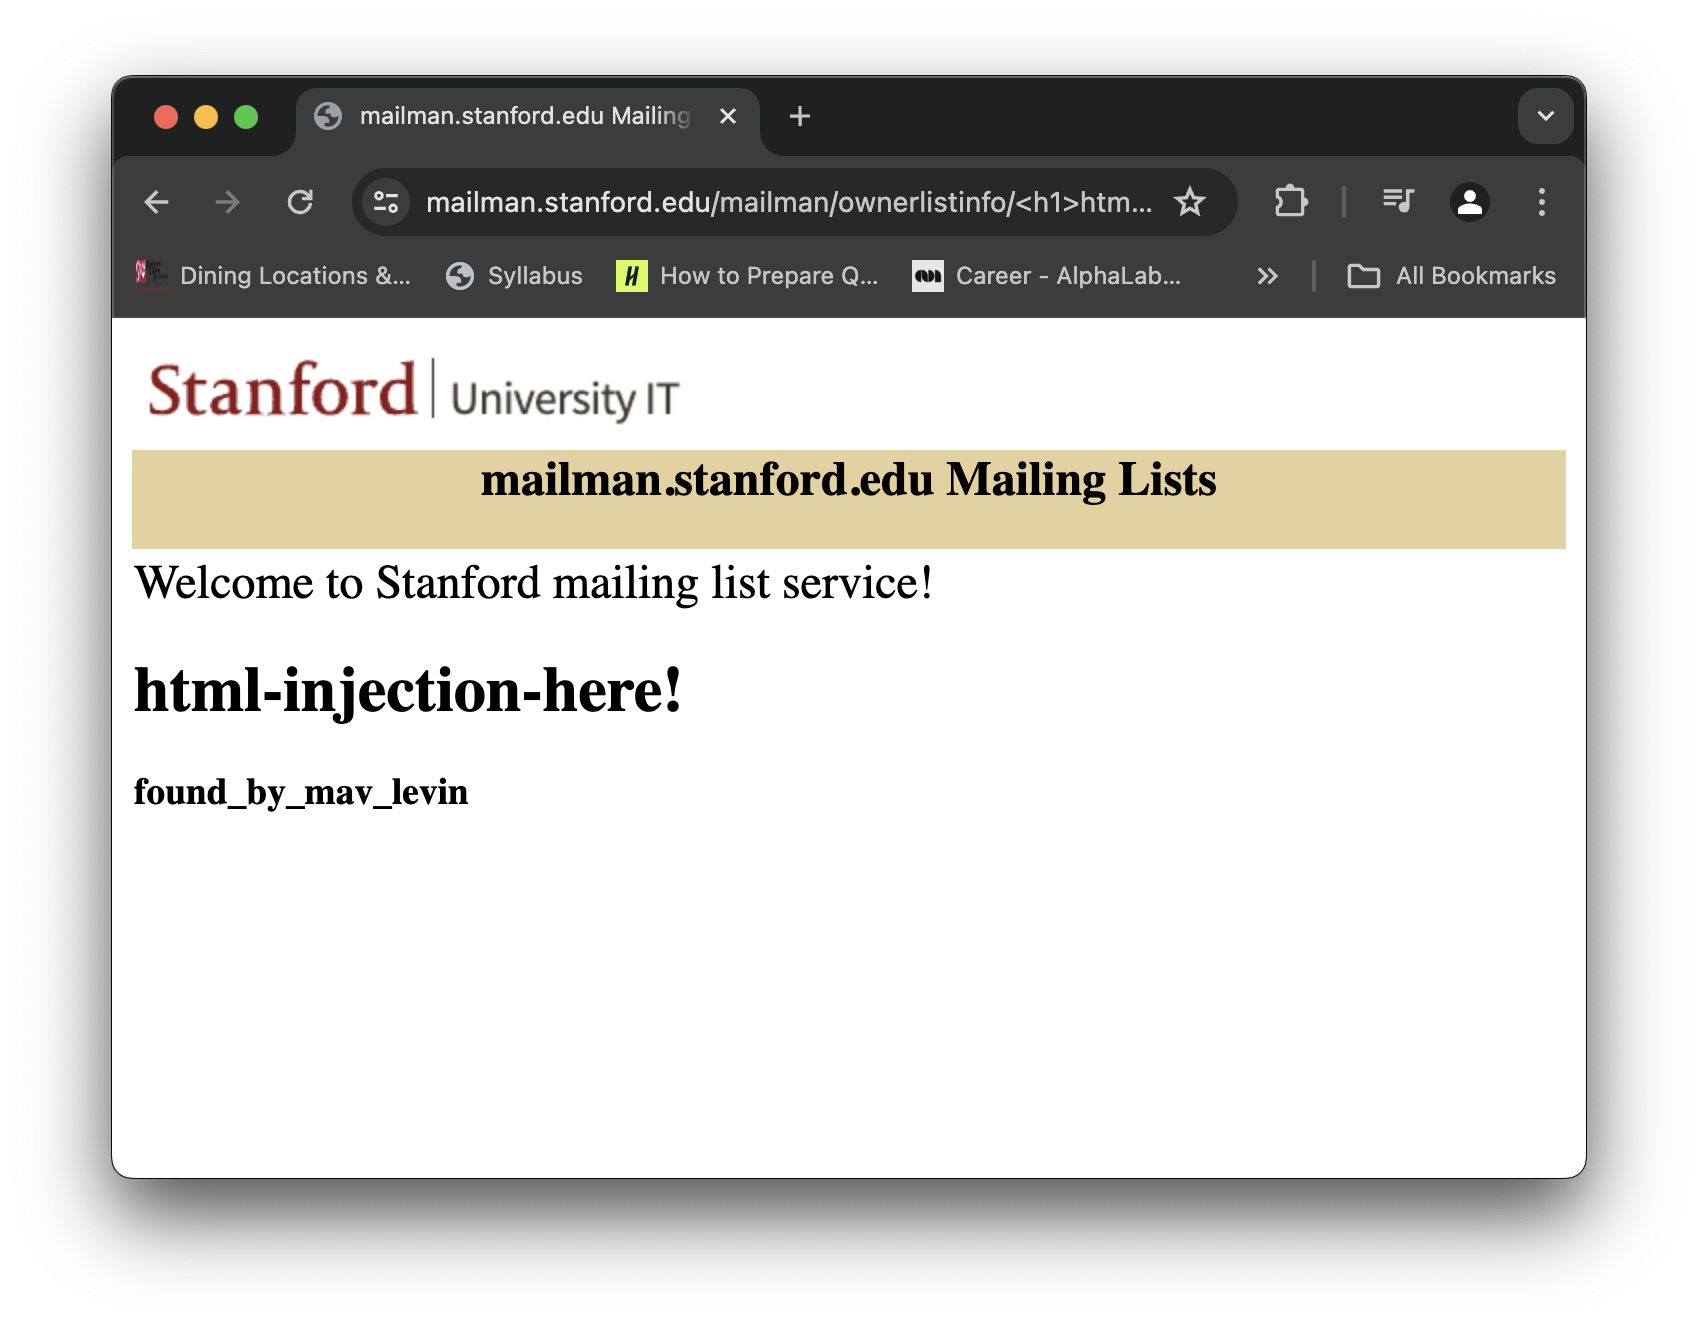 mailman.stanford.edu Mailing
mailman.stanford.edu/mailman/ownerlistinfo/<h1>htm...
Dining Locations &... Syllabus How to Prepare Q... Career - AlphaLab... All Bookmarks
Stanford University IT
mailman.stanford.edu Mailing Lists
Welcome to Stanford mailing list service!
html-injection-here!
found_by_mav_levin